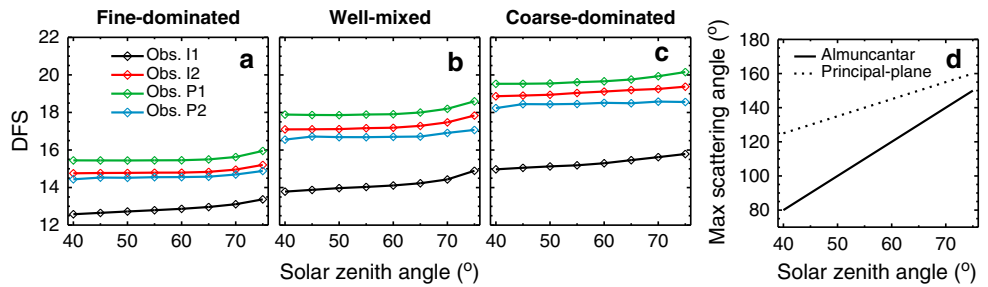 Fine-dominated
Well-mixed
Coarse-dominated
DFS
22
20
18
16
14
12
Obs. I1
Obs. I2
Obs. P1
Obs. P2
a
40 50 60 70
b
40 50 60 70
c
40 50 60 70
Solar zenith angle (o)
Max scattering angle (o)
180
160
140
120
100
80
Almuncantar
Principal-plane
d
40 50 60 70
Solar zenith angle (o)